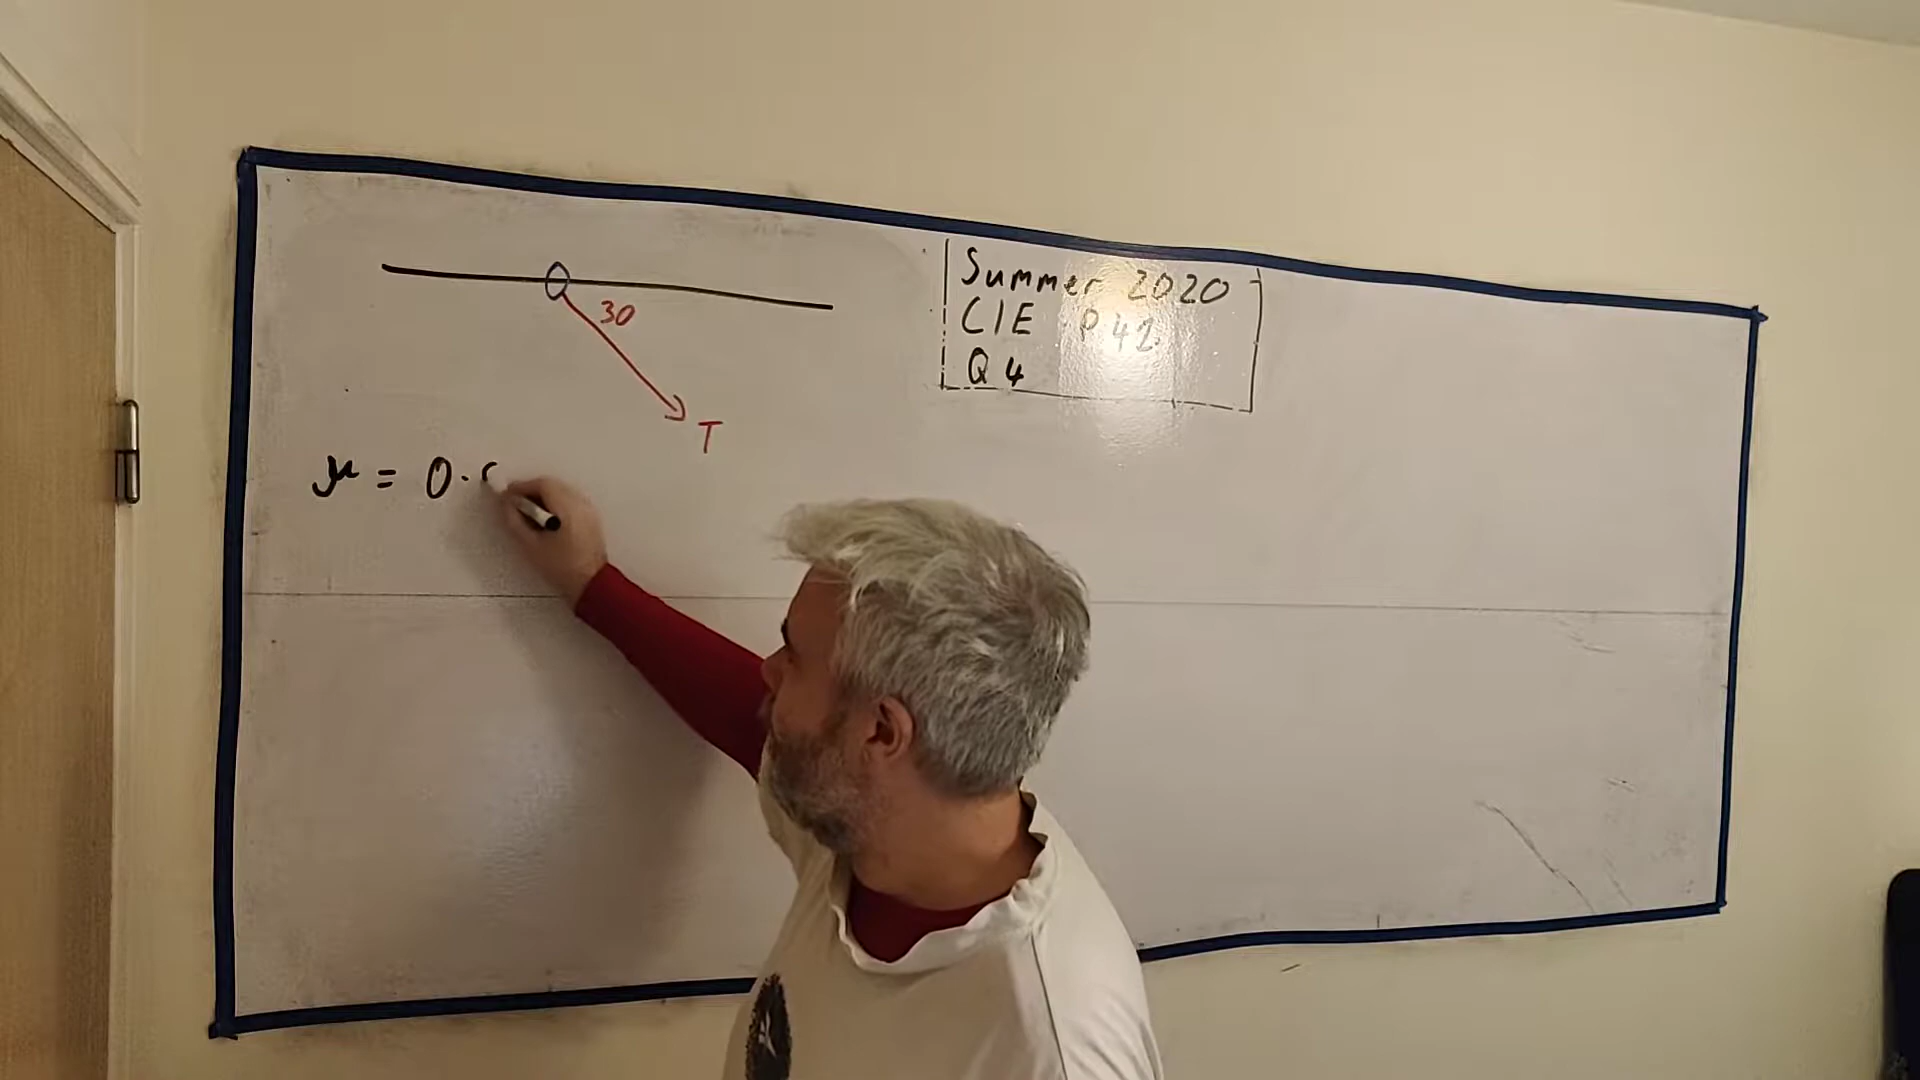 Summer 2020
CIE P42
Q4
30
T
μ = 0.